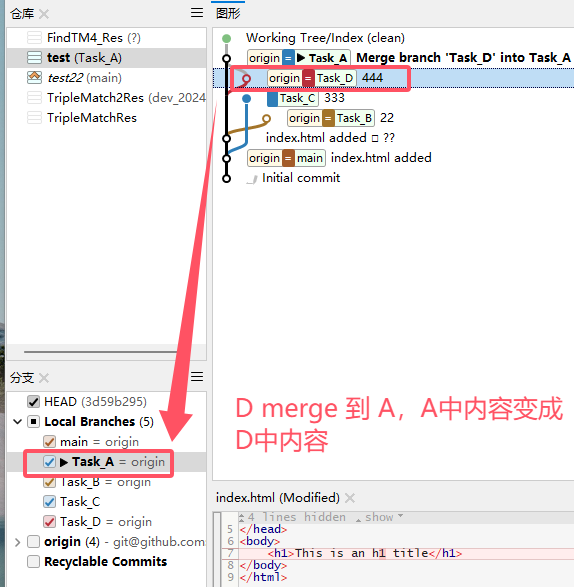 仓库
FindTM4_Res (?)
test (Task_A)
test22 (main)
TripleMatch2Res (dev_2024
TripleMatchRes
图形
Working Tree/Index (clean)
origin = Task_A Merge branch 'Task_D' into Task_A
origin = Task_D 444
Task_C 333
origin = Task_B 22
index.html added ▯ ??
origin = main index.html added
Initial commit
分支
HEAD (3d59b295)
Local Branches (5)
main = origin
Task_A = origin
Task_B = origin
Task_C
Task_D = origin
origin (4) - git@github.com:
Recyclable Commits
D merge 到 A，A中内容变成
D中内容
index.html (Modified)
4 lines hidden show
5 </head>
6 <body>
7 <h1>This is an h1 title</h1>
8 </body>
9 </html>